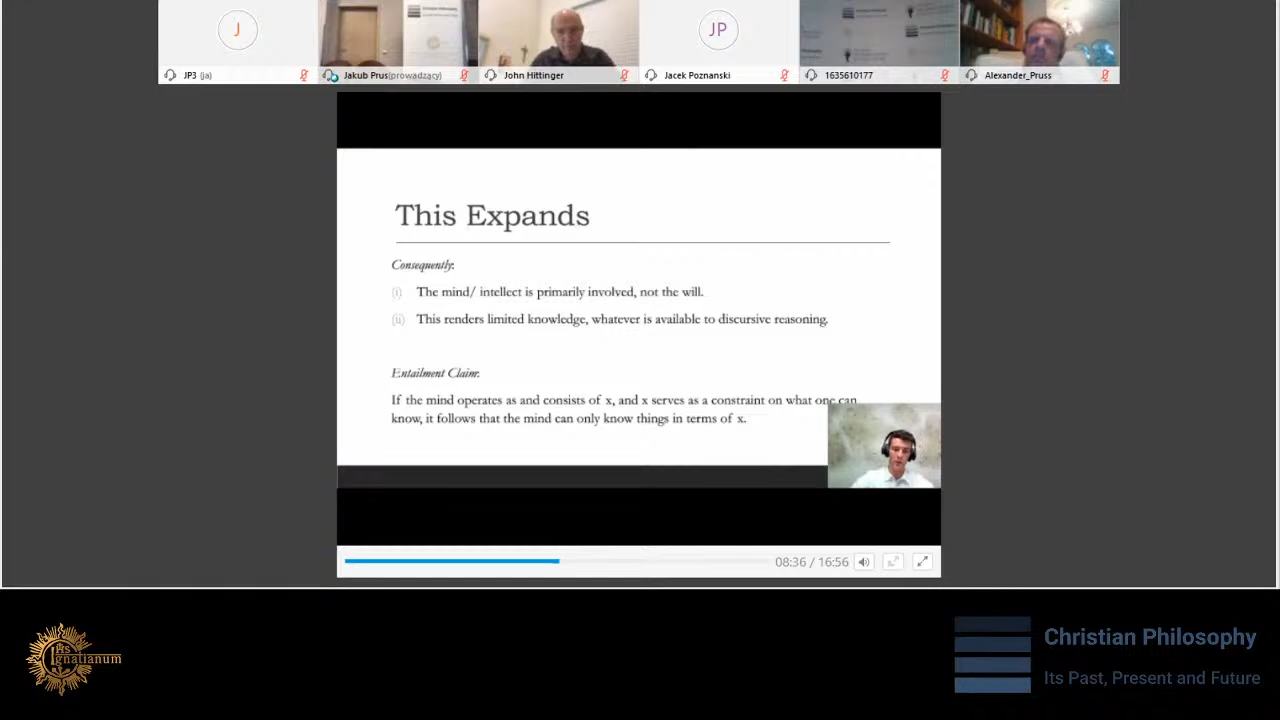 J
JP
JP3 (ja)
Jakub Prus(prowadzący)
John Hittinger
Jacek Poznanski
1635610177
Alexander_Pruss
This Expands
Consequently:
(i) The mind/ intellect is primarily involved, not the will.
(ii) This renders limited knowledge, whatever is available to discursive reasoning.
Entailment Claim:
If the mind operates as and consists of x, and x serves as a constraint on what one can
know, it follows that the mind can only know things in terms of x.
08:36 / 16:56
IHS
Ignatianum
Christian Philosophy
Its Past, Present and Future